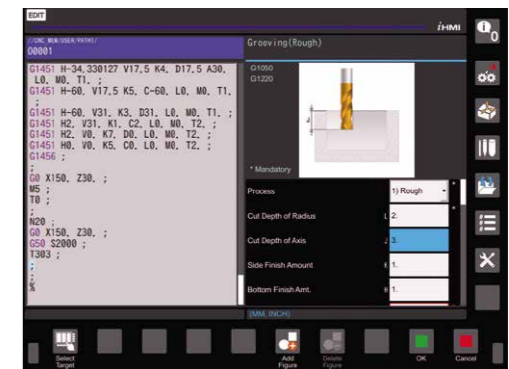 EDIT
iHMI
//CNC_MEM/USER/PATH1/
O0001
G1451 H-34.330127 V17.5 K4. D17.5 A30.
L0. M0. T1. ;
G1451 H-60. V17.5 K5. C-60. L0. M0. T1.
;
G1451 H-60. V31. K3. D31. L0. M0. T1. ;
G1451 H2. V31. K1. C2. L0. M0. T2. ;
G1451 H2. V0. K7. D0. L0. M0. T2. ;
G1451 H0. V0. K5. C0. L0. M0. T2. ;
G1456 ;
;
G0 X150. Z30. ;
M5 ;
T0 ;
;
N20 ;
G0 X150. Z30. ;
G50 S2000 ;
T303 ;
;
;
%
Grooving(Rough)
G1050
G1220
* Mandatory
Process 1) Rough *
Cut Depth of Radius L 2. *
Cut Depth of Axis J 3.
Side Finish Amount K 1.
Bottom Finish Amt. H 1.
(MM, INCH)
Select
Target
Add
Figure
Delete
Figure
OK
Cancel
0